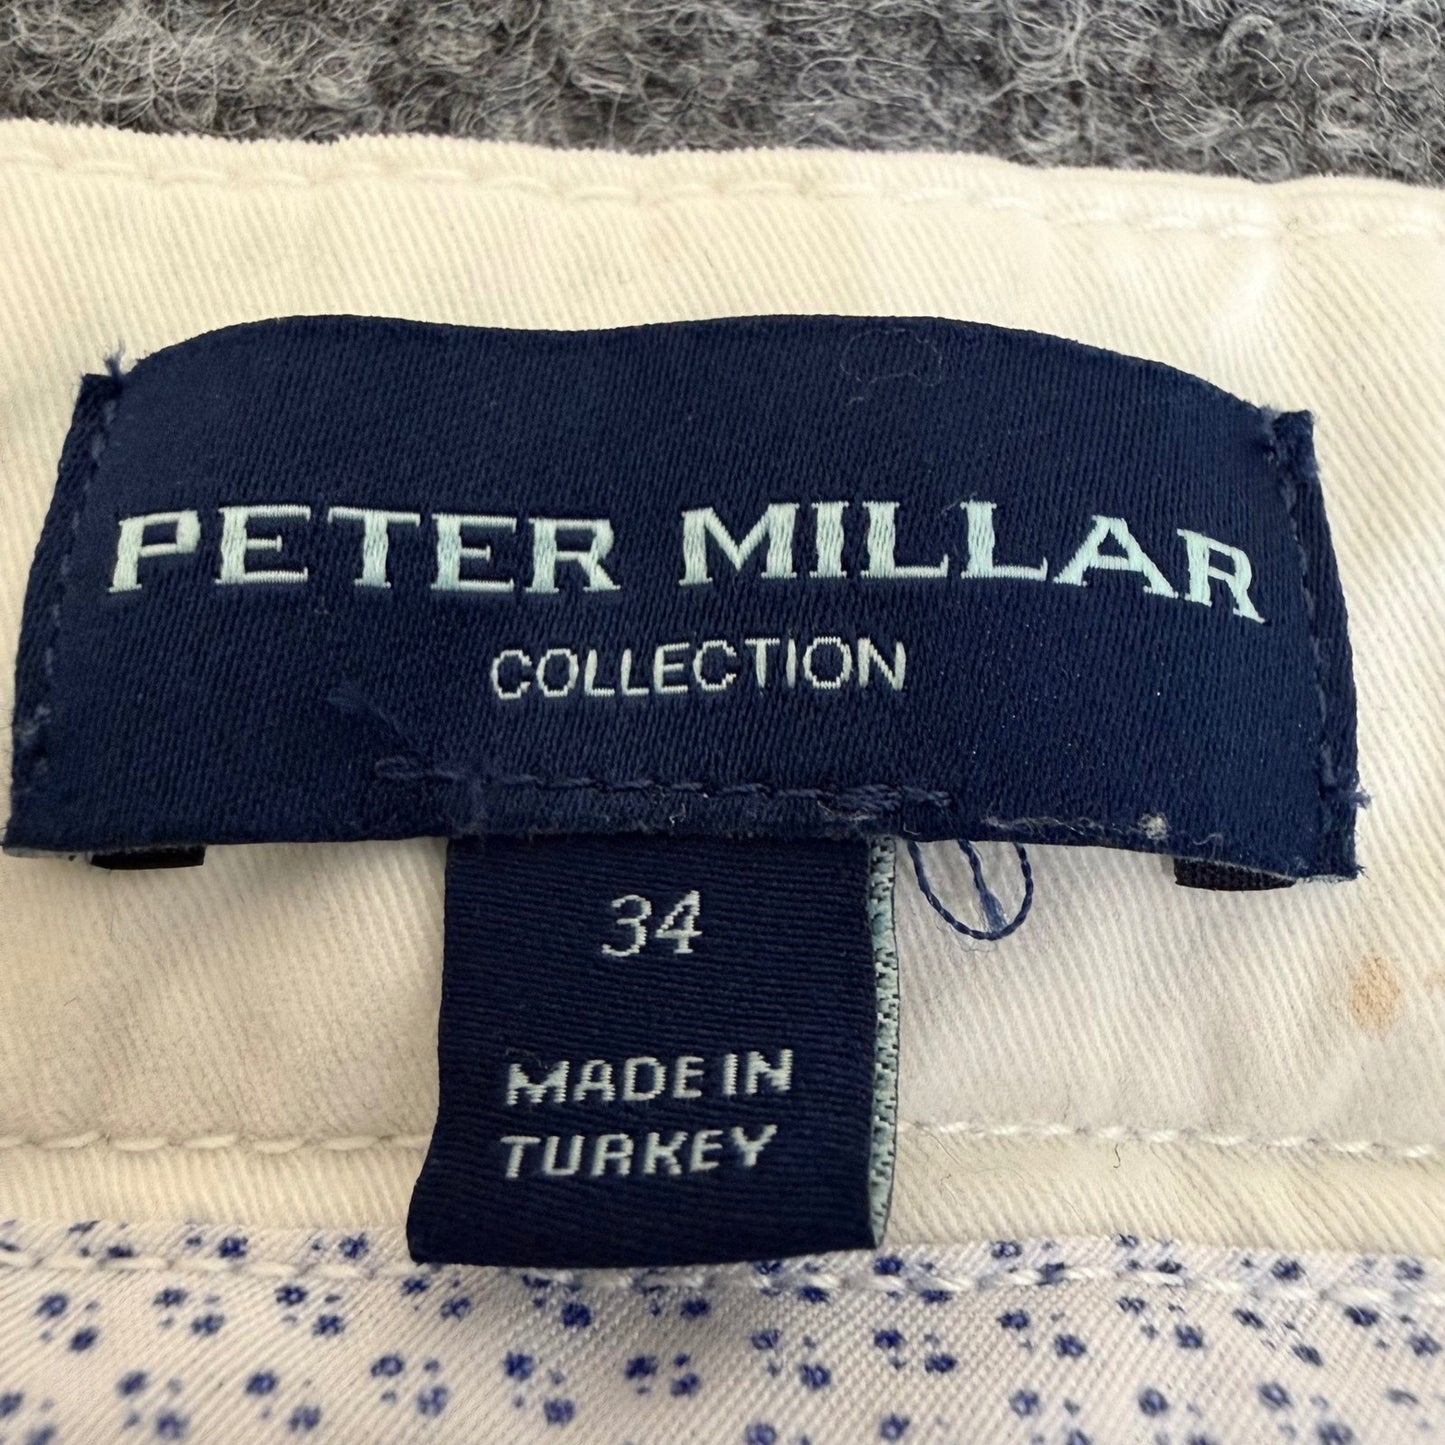 PETER MILLAR
COLLECTION
34
MADE IN
TURKEY